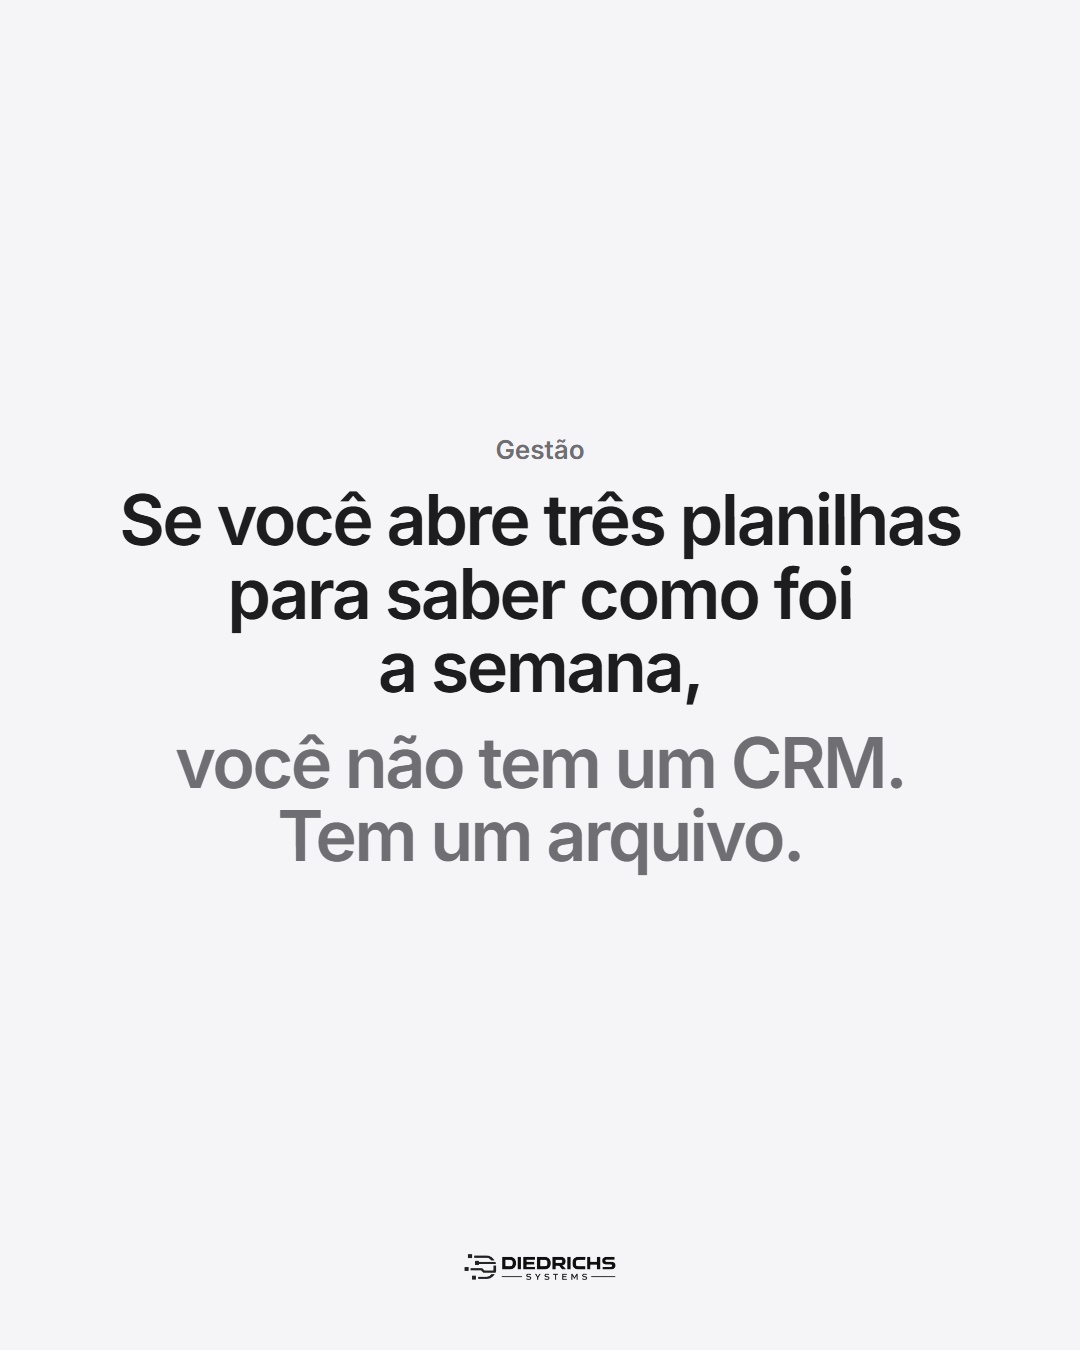 Gestão
Se você abre três planilhas
para saber como foi
a semana,
você não tem um CRM.
Tem um arquivo.
DIEDRICHS
SYSTEMS